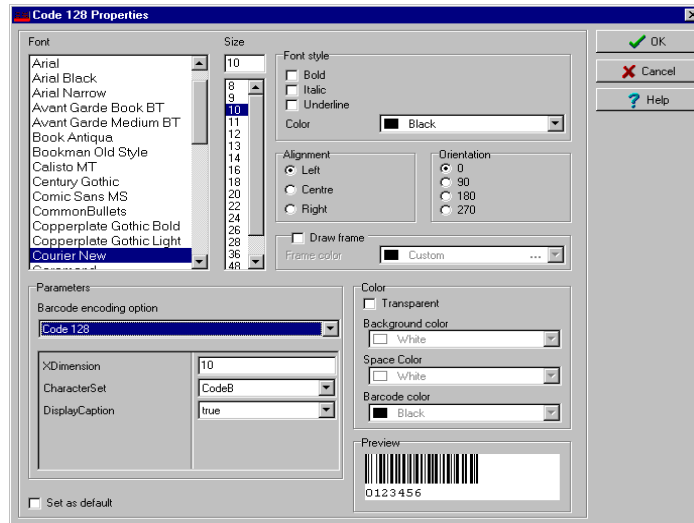 Code 128 Properties
Font
Arial
Arial Black
Arial Narrow
Avant Garde Book BT
Avant Garde Medium BT
Book Antiqua
Bookman Old Style
Calisto MT
Century Gothic
Comic Sans MS
CommonBullets
Copperplate Gothic Bold
Copperplate Gothic Light
Courier New
Garamond
Size
10
8
9
10
11
12
13
14
16
18
20
22
24
26
28
36
48
Font style
Bold
Italic
Underline
Color
Black
Alignment
Left
Centre
Right
Orientation
0
90
180
270
Draw frame
Frame color
Custom ...
OK
Cancel
? Help
Parameters
Barcode encoding option
Code 128
XDimension 10
CharacterSet CodeB
DisplayCaption true
Set as default
Color
Transparent
Background color
White
Space Color
White
Barcode color
Black
Preview
0123456